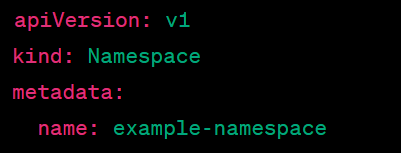 apiVersion: v1
kind: Namespace
metadata:
  name: example-namespace